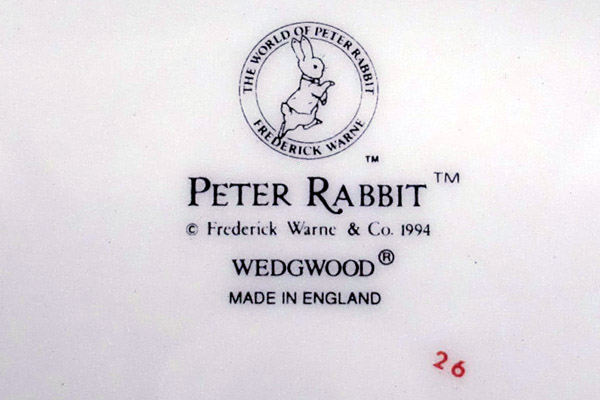 THE WORLD OF PETER RABBIT
FREDERICK WARNE
TM
PETER RABBIT TM
© Frederick Warne & Co. 1994
WEDGWOOD®
MADE IN ENGLAND
26